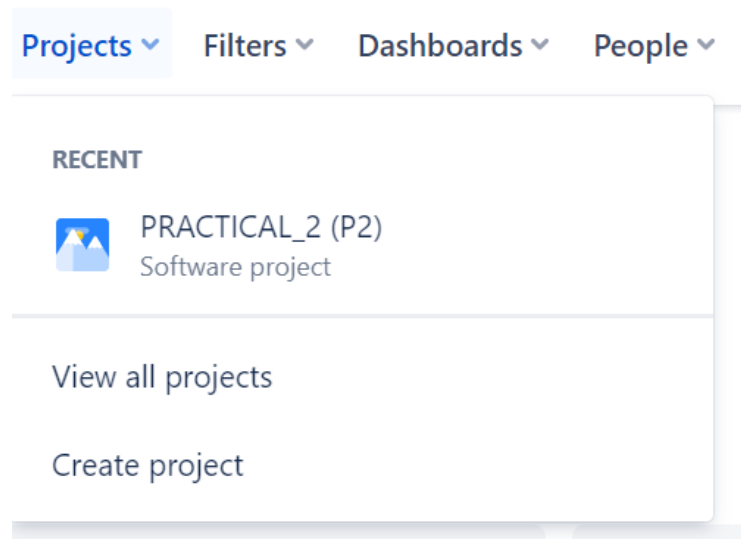 Projects Filters Dashboards People
RECENT
PRACTICAL_2 (P2)
Software project
View all projects
Create project